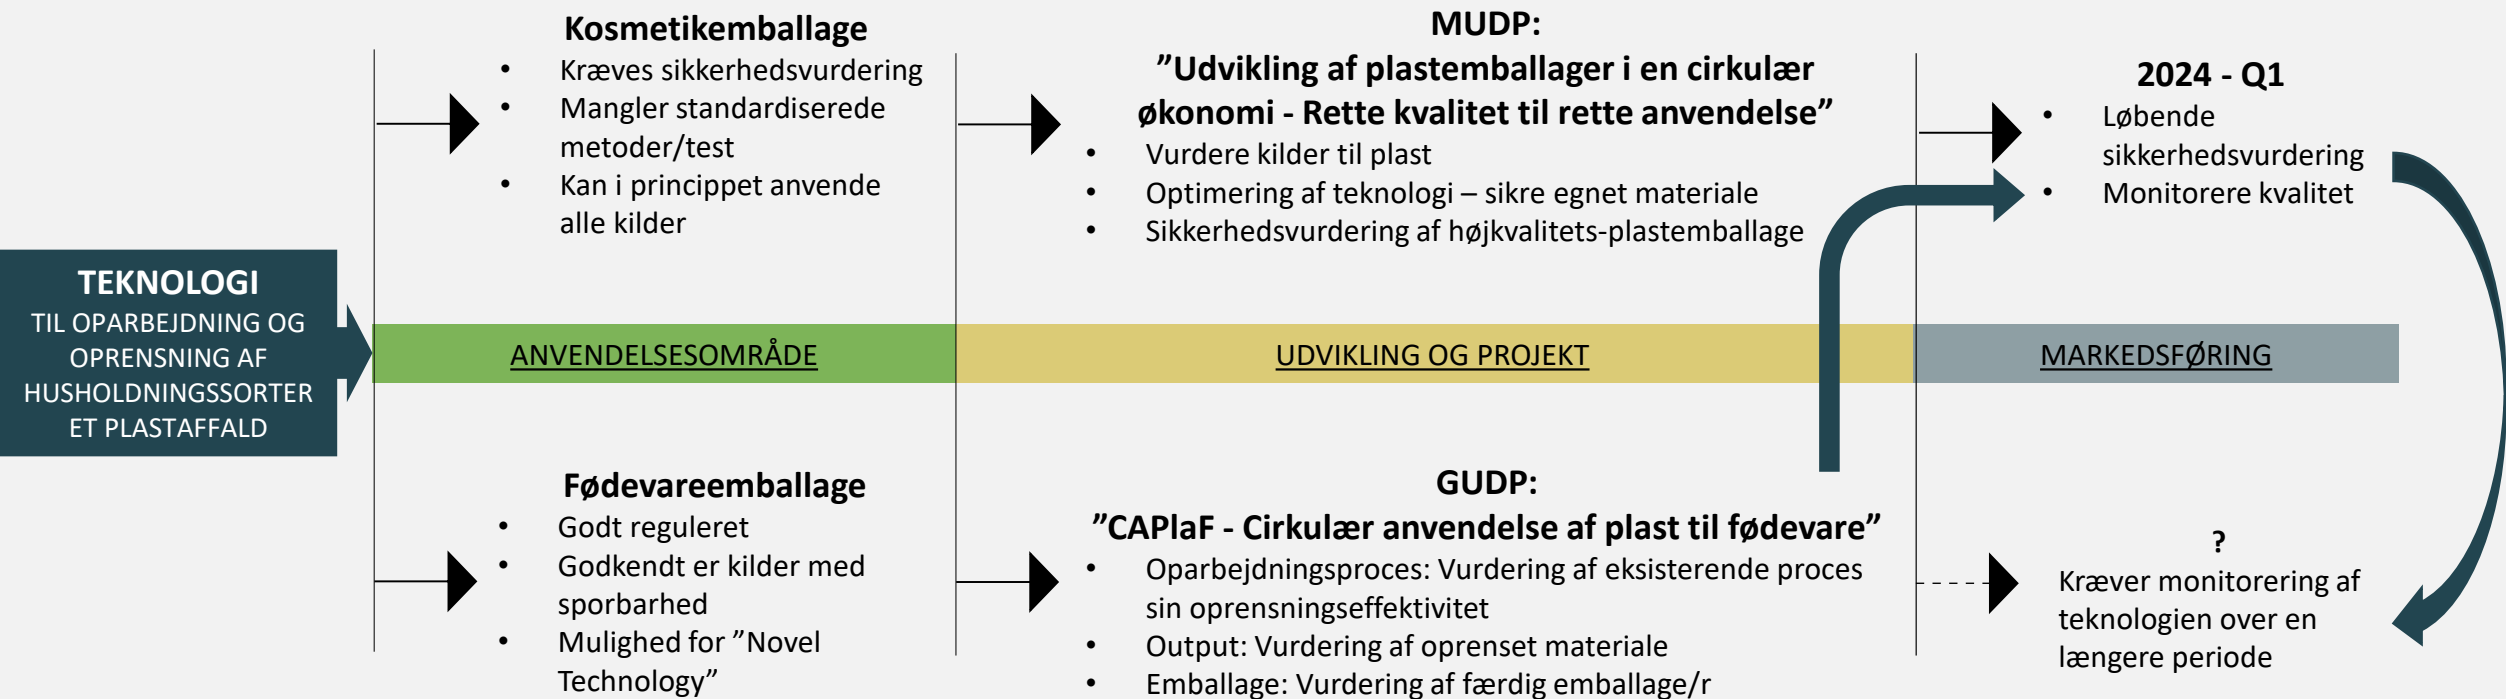 TEKNOLOGI
TIL OPARBEJDNING OG
OPRENSNING AF
HUSHOLDNINGSSORTER
ET PLASTAFFALD
Kosmetikemballage
• Kræves sikkerhedsvurdering
• Mangler standardiserede
metoder/test
• Kan i princippet anvende
alle kilder
MUDP:
”Udvikling af plastemballager i en cirkulær
økonomi - Rette kvalitet til rette anvendelse”
• Vurdere kilder til plast
• Optimering af teknologi – sikre egnet materiale
• Sikkerhedsvurdering af højkvalitets-plastemballage
2024 - Q1
• Løbende
sikkerhedsvurdering
• Monitorere kvalitet
ANVENDELSESOMRÅDE
UDVIKLING OG PROJEKT
MARKEDSFØRING
Fødevareemballage
• Godt reguleret
• Godkendt er kilder med
sporbarhed
• Mulighed for ”Novel
Technology”
GUDP:
”CAPlaF - Cirkulær anvendelse af plast til fødevare”
• Oparbejdningsproces: Vurdering af eksisterende proces
sin oprensningseffektivitet
• Output: Vurdering af oprenset materiale
• Emballage: Vurdering af færdig emballage/r
?
Kræver monitorering af
teknologien over en
længere periode